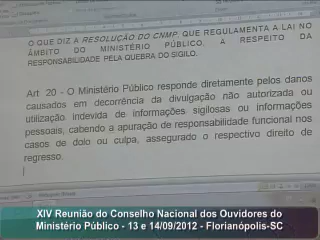 O QUE DIZ A RESOLUÇÃO DO CNMP, QUE REGULAMENTA A LAI NO
ÂMBITO DO MINISTÉRIO PÚBLICO, A RESPEITO DA
RESPONSABILIDADE PELA QUEBRA DO SIGILO.
Art. 20 - O Ministério Público responde diretamente pelos danos
causados em decorrência da divulgação não autorizada ou
utilização indevida de informações sigilosas ou informações
pessoais, cabendo a apuração de responsabilidade funcional nos
casos de dolo ou culpa, assegurado o respectivo direito de
regresso.
XIV Reunião do Conselho Nacional dos Ouvidores do
Ministério Público - 13 e 14/09/2012 - Florianópolis-SC